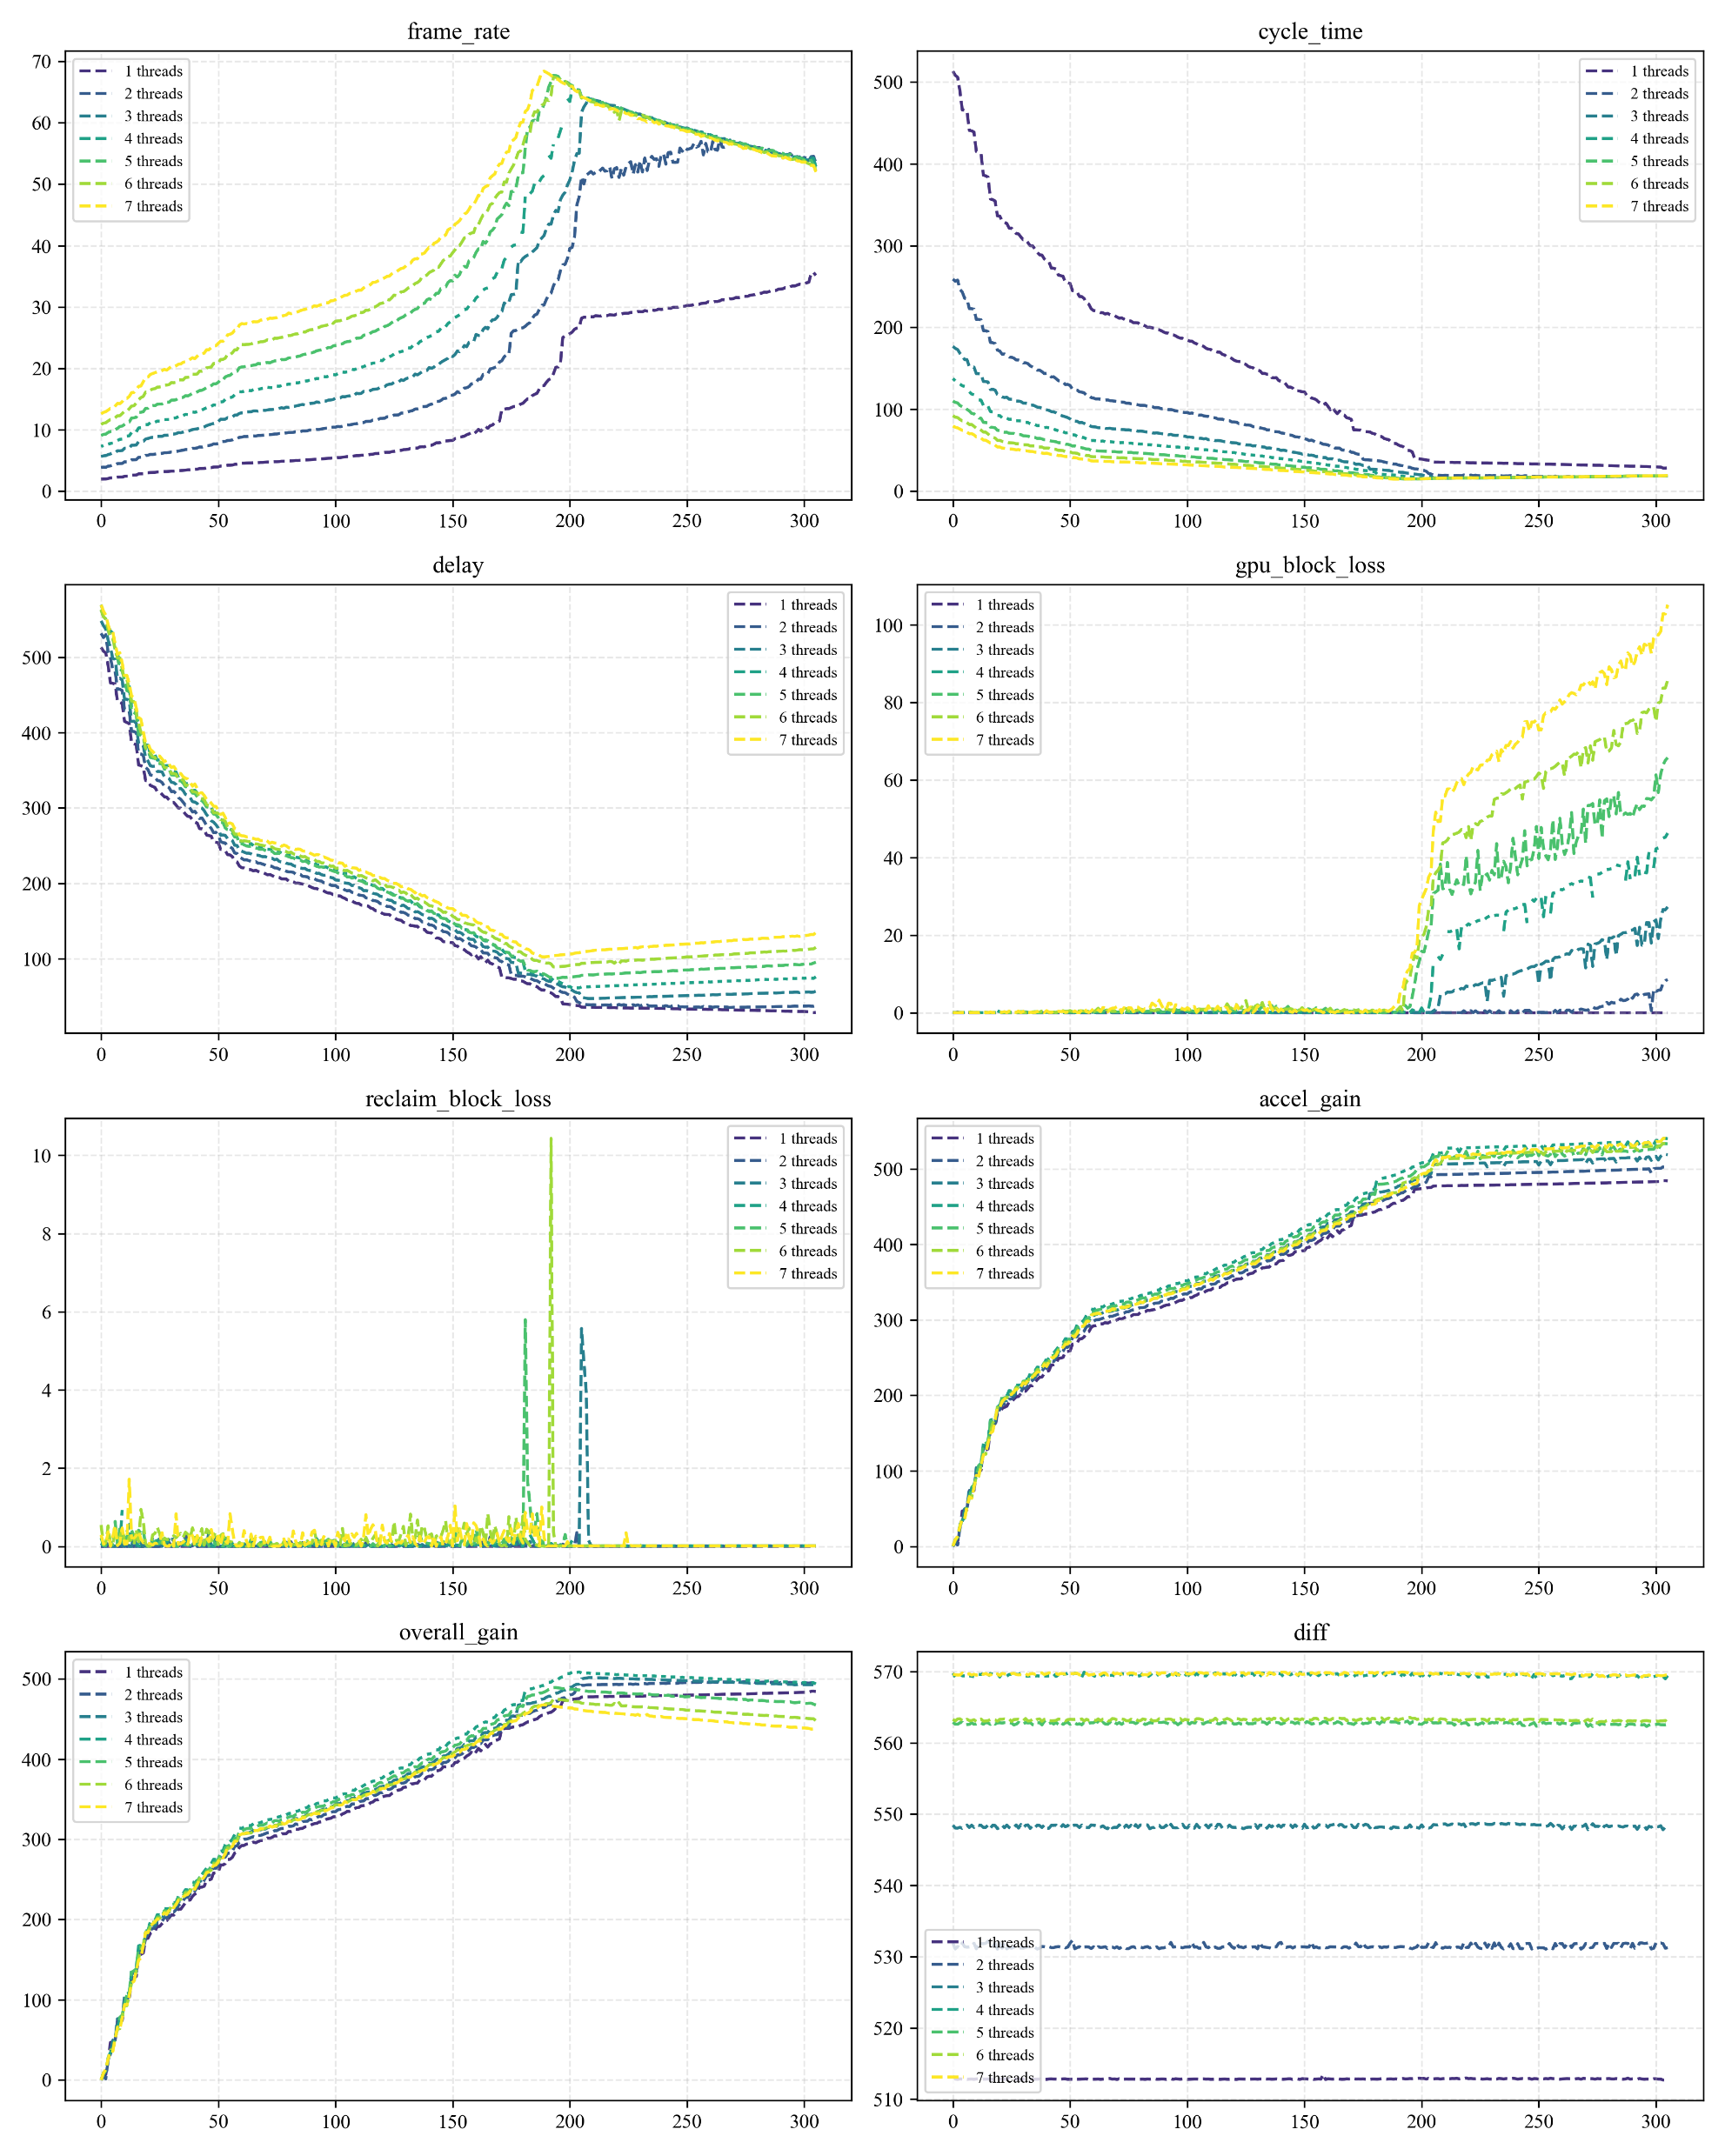 frame_rate
70
60
50
40
30
20
10
0
1 threads
2 threads
3 threads
4 threads
5 threads
6 threads
7 threads
0 50 100 150 200 250 300
cycle_time
500
400
300
200
100
0
1 threads
2 threads
3 threads
4 threads
5 threads
6 threads
7 threads
0 50 100 150 200 250 300
delay
500
400
300
200
100
1 threads
2 threads
3 threads
4 threads
5 threads
6 threads
7 threads
0 50 100 150 200 250 300
gpu_block_loss
100
80
60
40
20
0
1 threads
2 threads
3 threads
4 threads
5 threads
6 threads
7 threads
0 50 100 150 200 250 300
reclaim_block_loss
10
8
6
4
2
0
1 threads
2 threads
3 threads
4 threads
5 threads
6 threads
7 threads
0 50 100 150 200 250 300
accel_gain
500
400
300
200
100
0
1 threads
2 threads
3 threads
4 threads
5 threads
6 threads
7 threads
0 50 100 150 200 250 300
overall_gain
500
400
300
200
100
0
1 threads
2 threads
3 threads
4 threads
5 threads
6 threads
7 threads
0 50 100 150 200 250 300
diff
570
560
550
540
530
520
510
1 threads
2 threads
3 threads
4 threads
5 threads
6 threads
7 threads
0 50 100 150 200 250 300